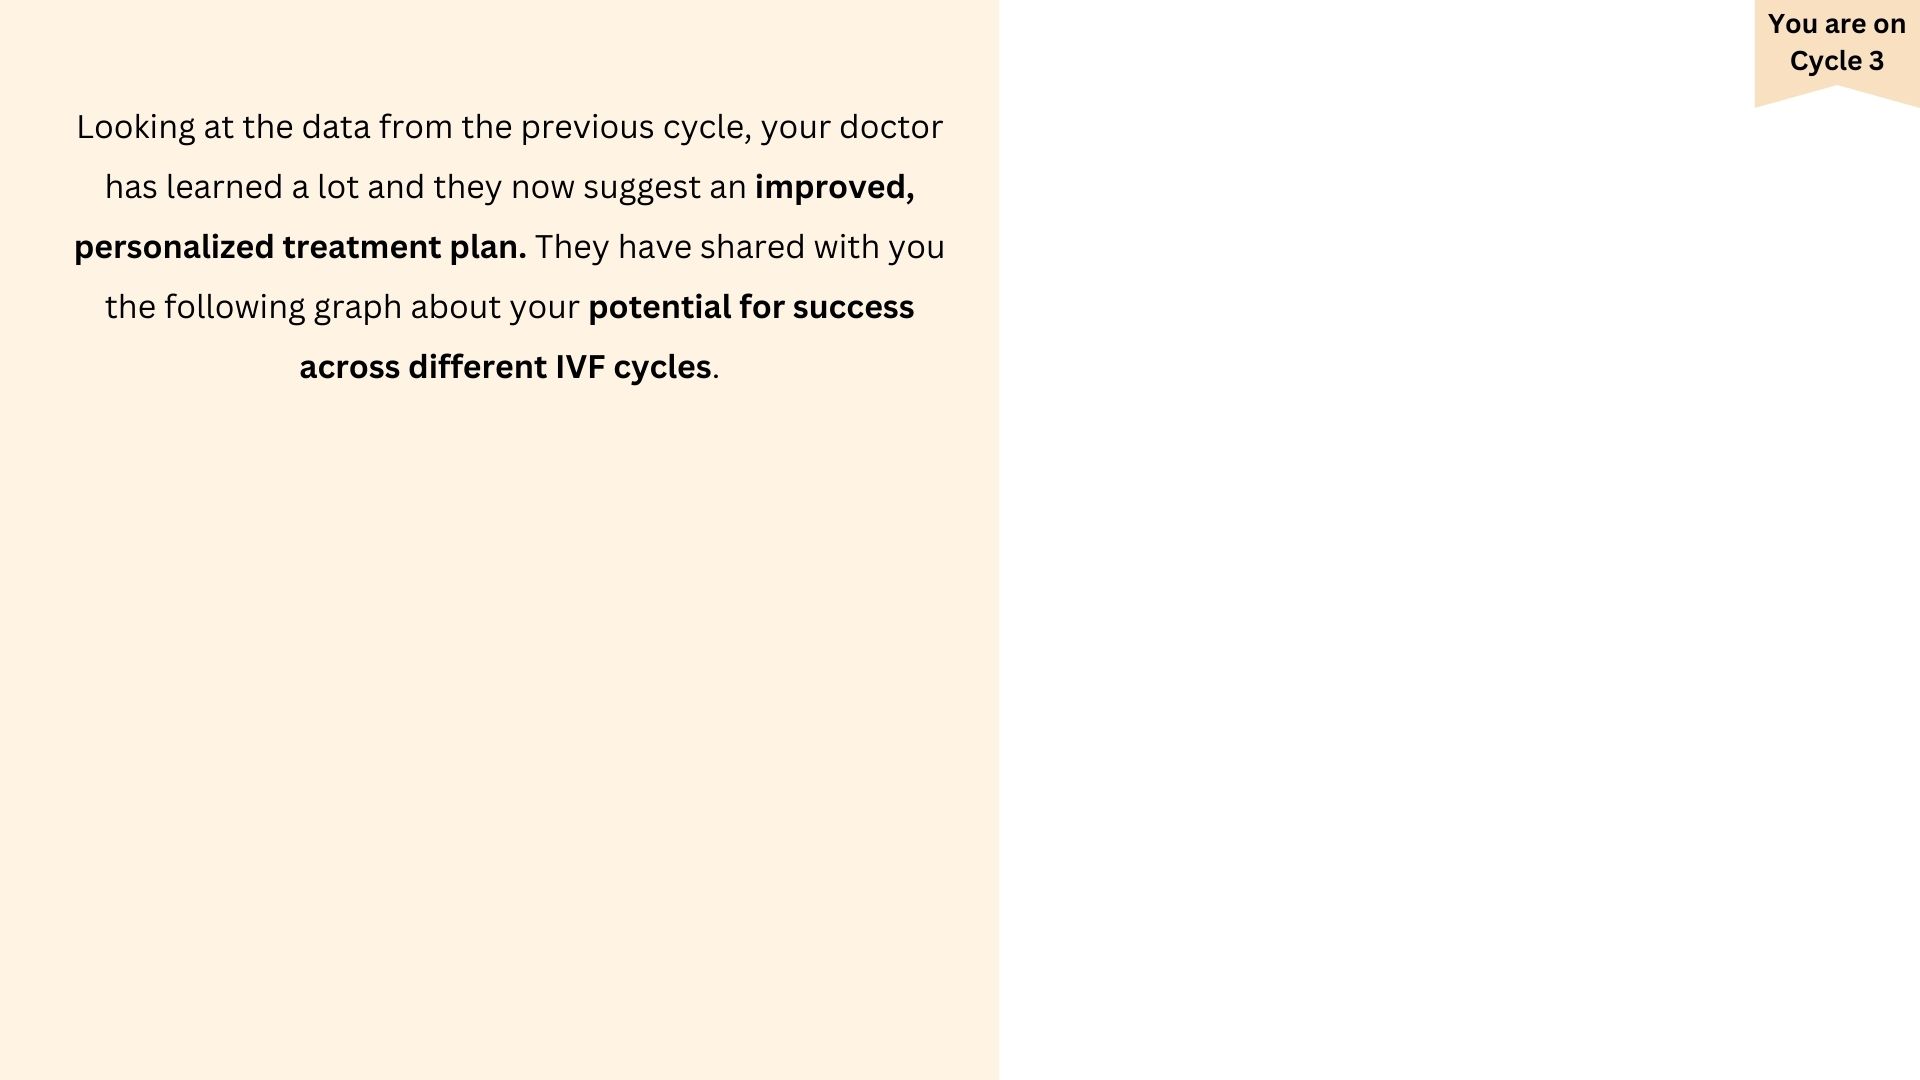 You are on
Cycle 3
Looking at the data from the previous cycle, your doctor
has learned a lot and they now suggest an improved,
personalized treatment plan. They have shared with you
the following graph about your potential for success
across different IVF cycles.